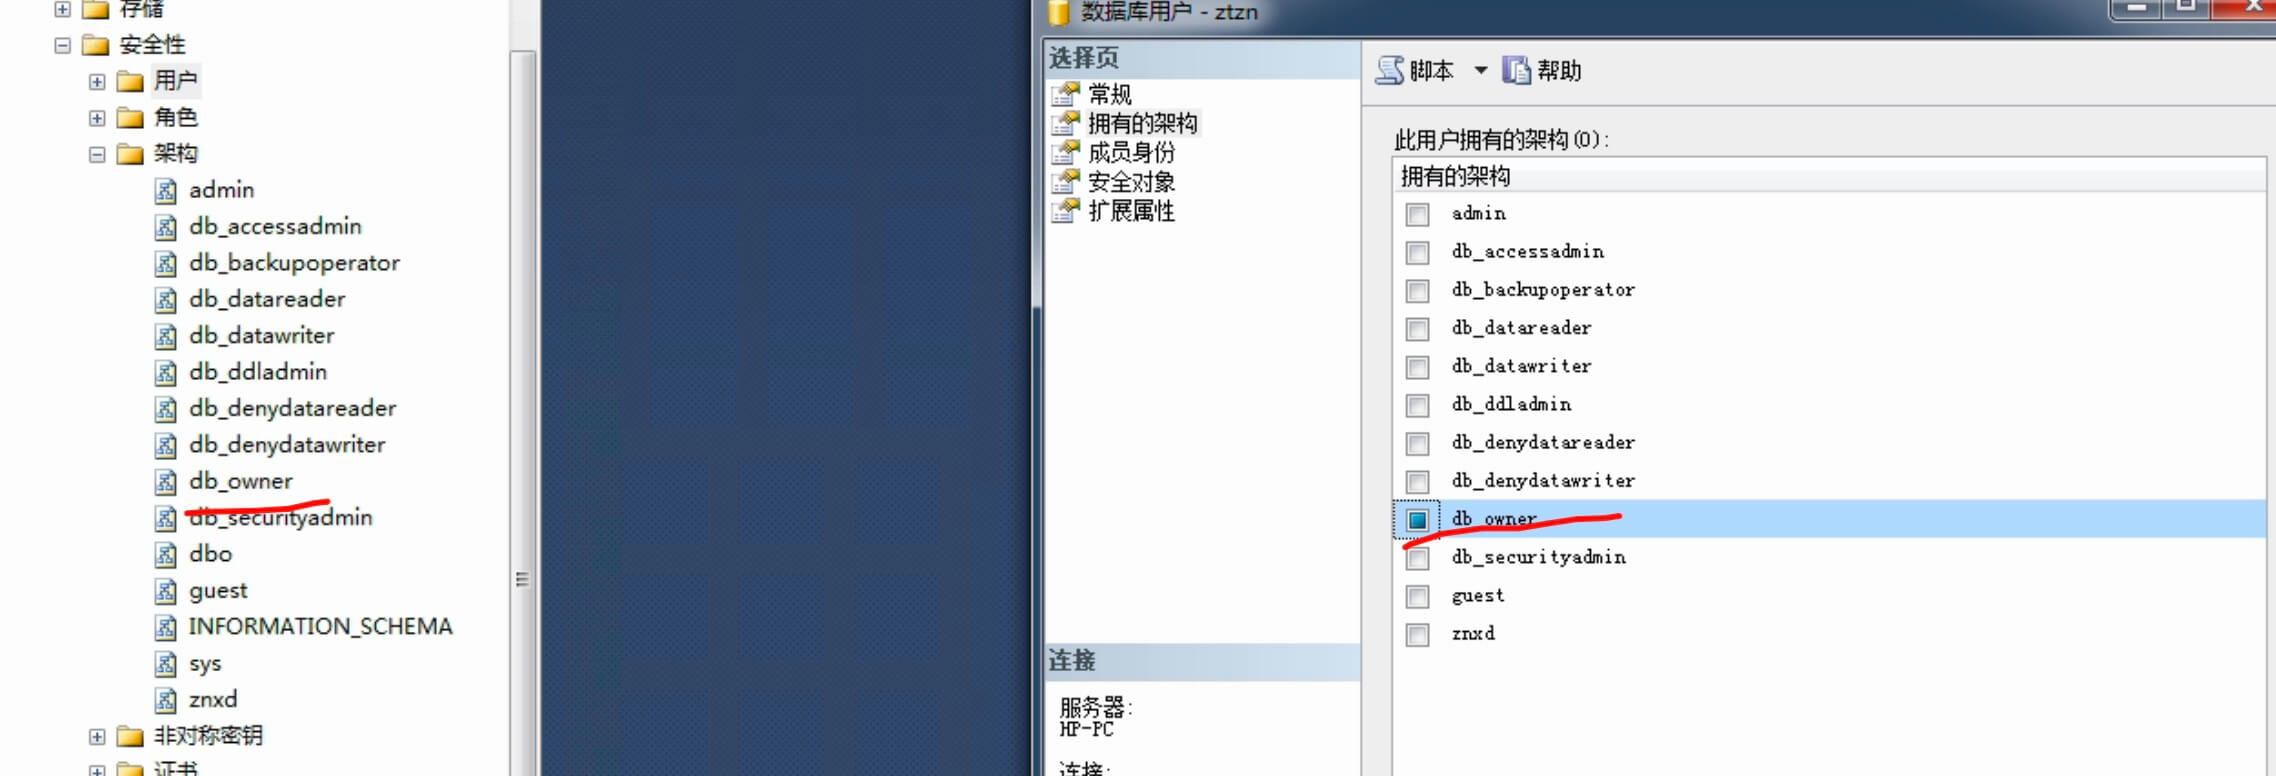 存储
安全性
用户
角色
架构
admin
db_accessadmin
db_backupoperator
db_datareader
db_datawriter
db_ddladmin
db_denydatareader
db_denydatawriter
db_owner
db_securityadmin
dbo
guest
INFORMATION_SCHEMA
sys
znxd
非对称密钥
证书
数据库用户 - ztzn
选择页
常规
拥有的架构
成员身份
安全对象
扩展属性
连接
服务器:
HP-PC
连接:
脚本 帮助
此用户拥有的架构(O):
拥有的架构
admin
db_accessadmin
db_backupoperator
db_datareader
db_datawriter
db_ddladmin
db_denydatareader
db_denydatawriter
db_owner
db_securityadmin
guest
znxd